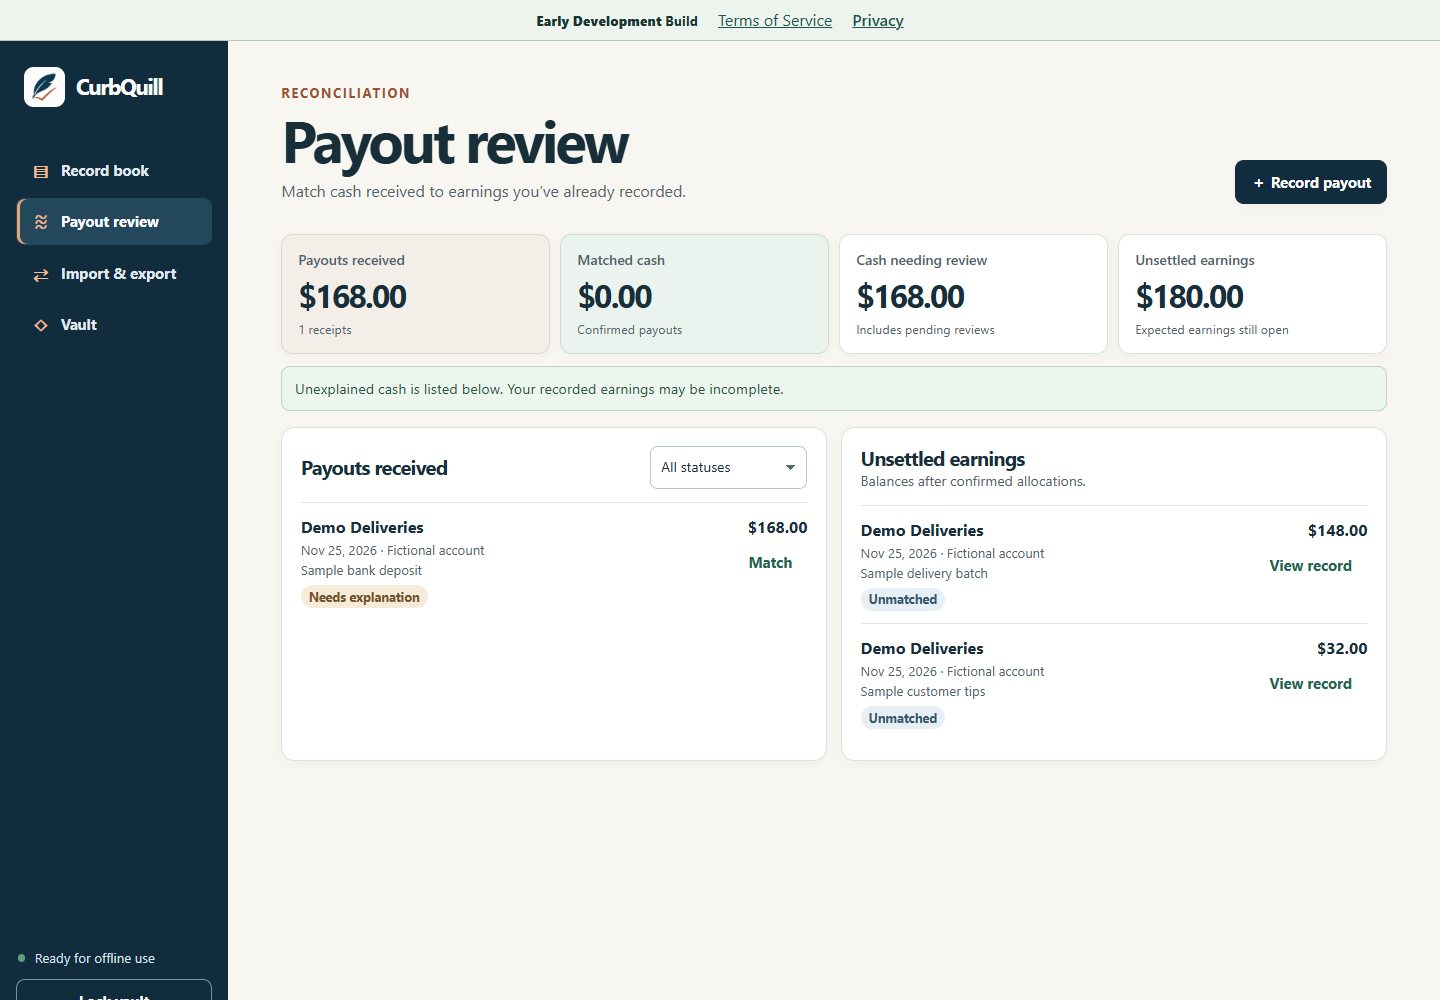 Early Development Build Terms of Service Privacy
CurbQuill
Record book
Payout review
Import & export
Vault
Ready for offline use
RECONCILIATION
Payout review
Match cash received to earnings you’ve already recorded.
+ Record payout
Payouts received
$168.00
1 receipts
Matched cash
$0.00
Confirmed payouts
Cash needing review
$168.00
Includes pending reviews
Unsettled earnings
$180.00
Expected earnings still open
Unexplained cash is listed below. Your recorded earnings may be incomplete.
Payouts received
All statuses
Demo Deliveries $168.00
Nov 25, 2026 · Fictional account
Match
Sample bank deposit
Needs explanation
Unsettled earnings
Balances after confirmed allocations.
Demo Deliveries $148.00
Nov 25, 2026 · Fictional account
View record
Sample delivery batch
Unmatched
Demo Deliveries $32.00
Nov 25, 2026 · Fictional account
View record
Sample customer tips
Unmatched